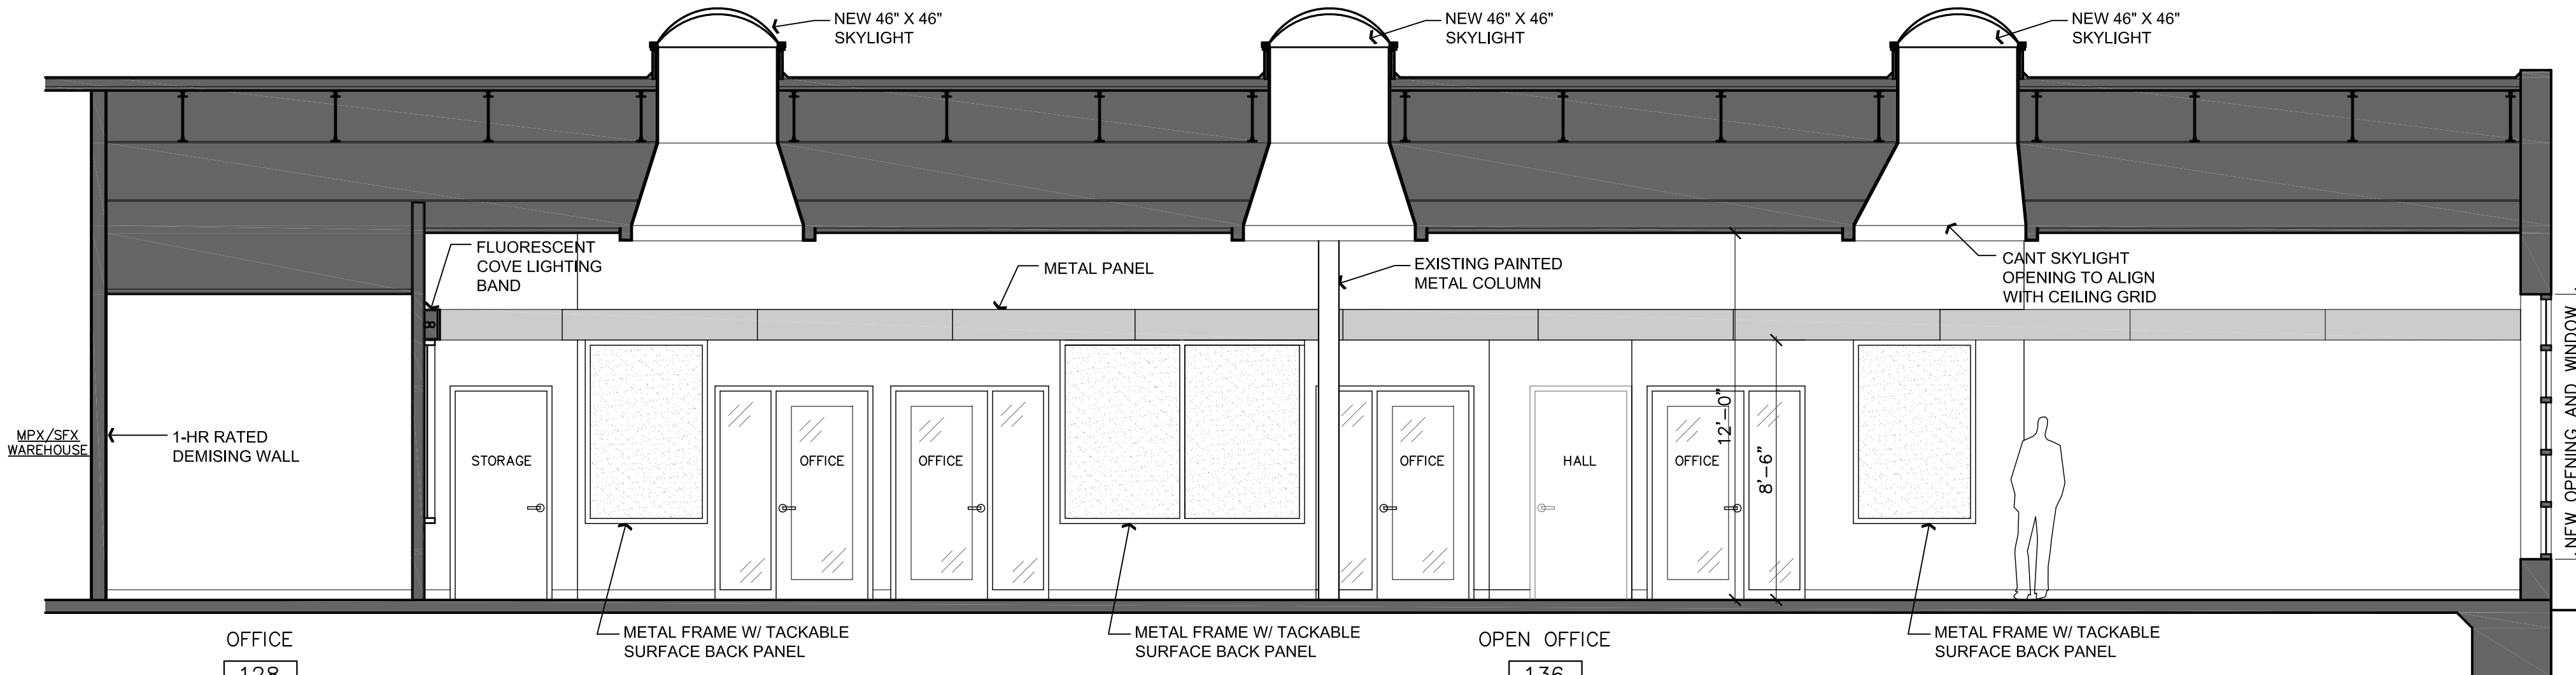 NEW 46" X 46"
SKYLIGHT
NEW 46" X 46"
SKYLIGHT
NEW 46" X 46"
SKYLIGHT
FLUORESCENT
COVE LIGHTING
BAND
METAL PANEL
EXISTING PAINTED
METAL COLUMN
CANT SKYLIGHT
OPENING TO ALIGN
WITH CEILING GRID
NEW OPENING AND WINDOW
MPX/SFX
WAREHOUSE
1-HR RATED
DEMISING WALL
STORAGE
OFFICE
OFFICE
OFFICE
HALL
OFFICE
12'-0"
8'-6"
METAL FRAME W/ TACKABLE
SURFACE BACK PANEL
METAL FRAME W/ TACKABLE
SURFACE BACK PANEL
METAL FRAME W/ TACKABLE
SURFACE BACK PANEL
OFFICE
128
OPEN OFFICE
136